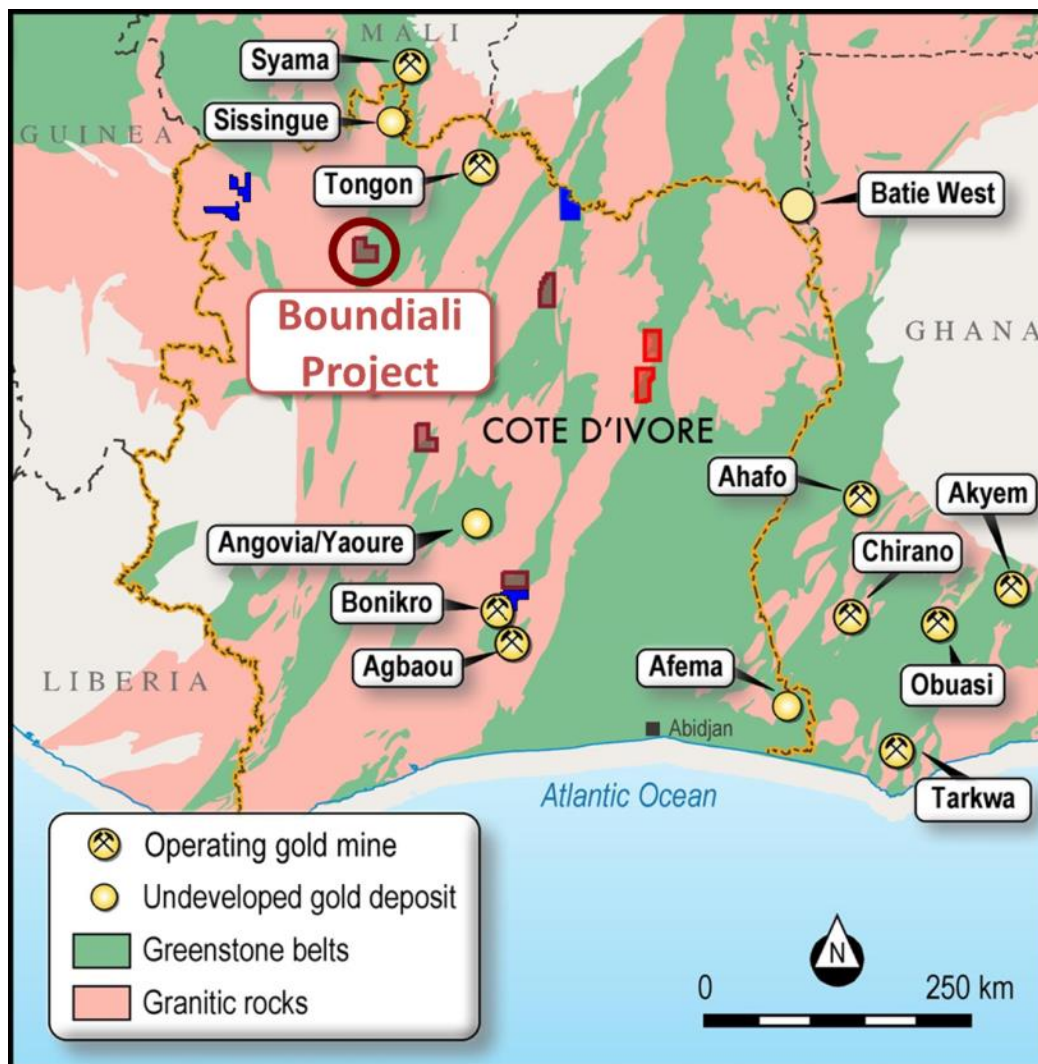 MALI
Syama
Sissingue
GUINEA
Tongon
Batie West
Boundiali
Project
GHANA
COTE D'IVORE
Ahafo
Akyem
Angovia/Yaoure
Chirano
Bonikro
Agbaou
Obuasi
LIBERIA
Afema
Abidjan
Tarkwa
Atlantic Ocean
Operating gold mine
Undeveloped gold deposit
Greenstone belts
Granitic rocks
N
0 250 km